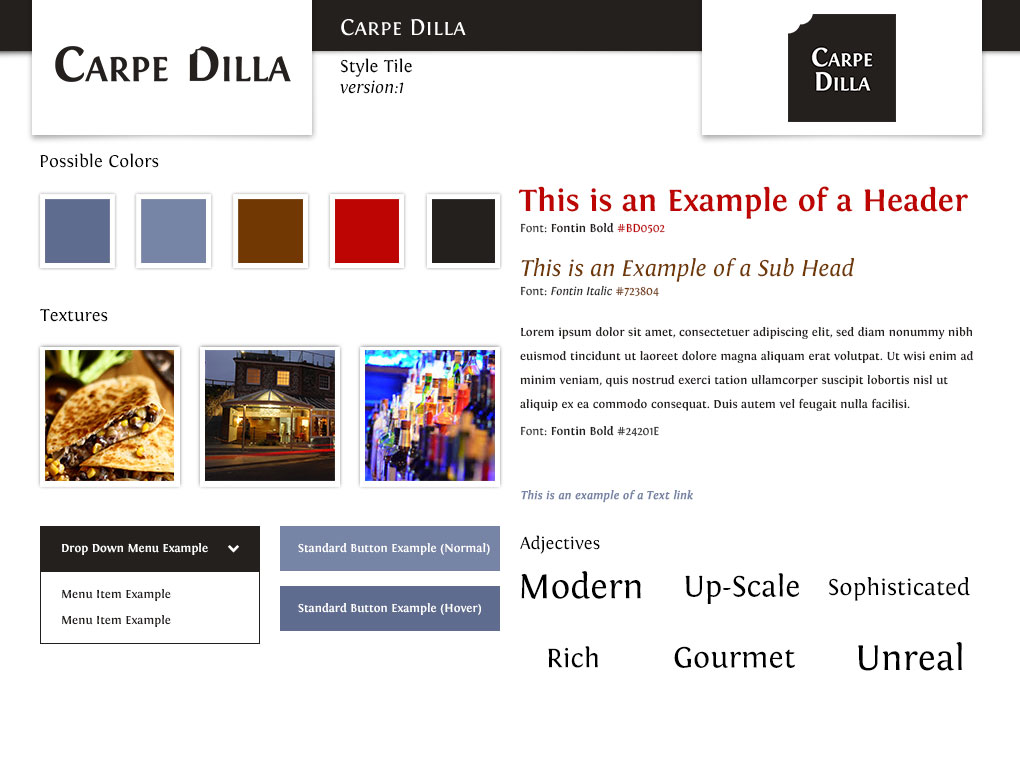 CARPE DILLA
CARPE DILLA
Style Tile
version:1
CARPE
DILLA
Possible Colors
Textures
Drop Down Menu Example
Menu Item Example
Menu Item Example
Standard Button Example (Normal)
Standard Button Example (Hover)
This is an Example of a Header
Font: Fontin Bold #BD0502
This is an Example of a Sub Head
Font: Fontin Italic #723804
Lorem ipsum dolor sit amet, consectetuer adipiscing elit, sed diam nonummy nibh
euismod tincidunt ut laoreet dolore magna aliquam erat volutpat. Ut wisi enim ad
minim veniam, quis nostrud exerci tation ullamcorper suscipit lobortis nisl ut
aliquip ex ea commodo consequat. Duis autem vel feugait nulla facilisi.
Font: Fontin Bold #24201E
This is an example of a Text link
Adjectives
Modern Up-Scale Sophisticated
Rich Gourmet Unreal